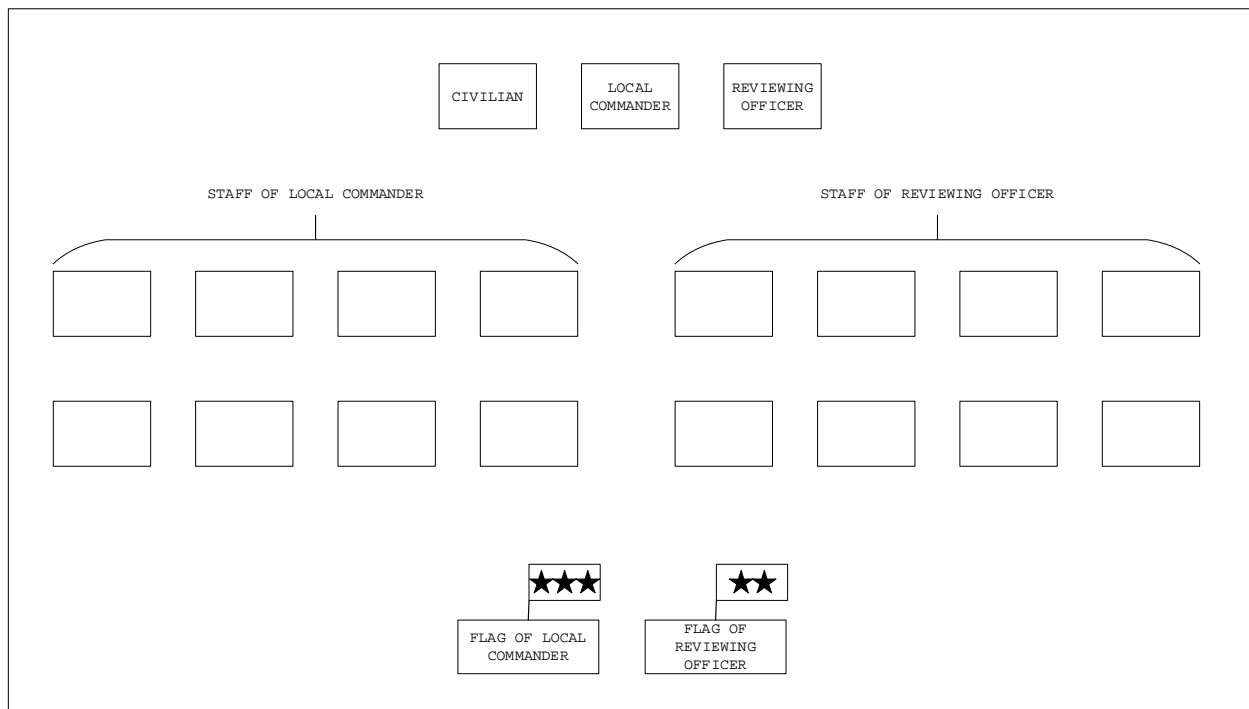 CIVILIAN
LOCAL
COMMANDER
REVIEWING
OFFICER
STAFF OF LOCAL COMMANDER
STAFF OF REVIEWING OFFICER
FLAG OF LOCAL
COMMANDER
FLAG OF
REVIEWING
OFFICER